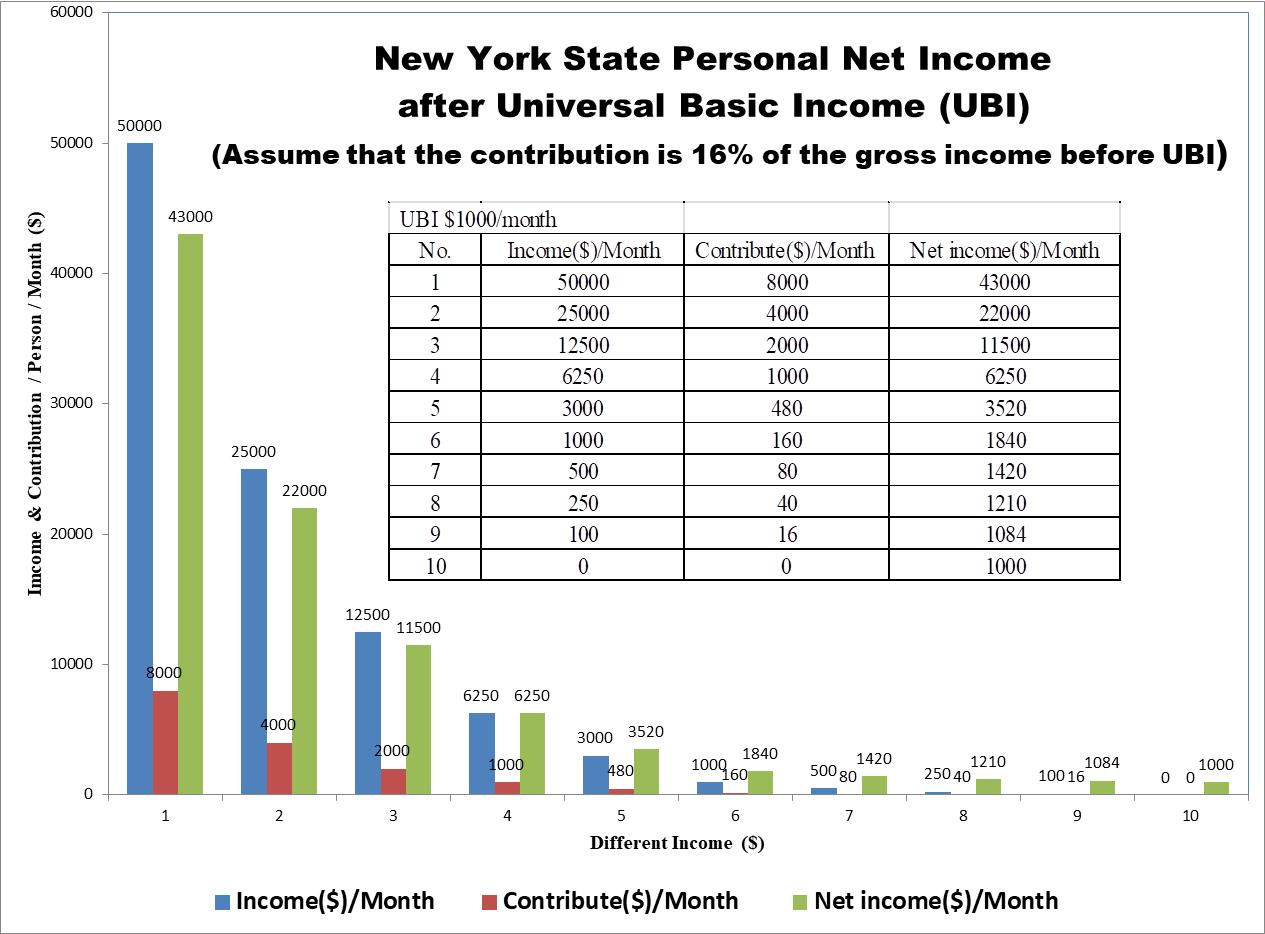 New York State Personal Net Income
after Universal Basic Income (UBI)
(Assume that the contribution is 16% of the gross income before UBI)
Imcome & Contribution / Person / Month ($)
60000
50000
40000
30000
20000
10000
0
UBI $1000/month
No. Income($)/Month Contribute($)/Month Net income($)/Month
1 50000 8000 43000
2 25000 4000 22000
3 12500 2000 11500
4 6250 1000 6250
5 3000 480 3520
6 1000 160 1840
7 500 80 1420
8 250 40 1210
9 100 16 1084
10 0 0 1000
50000 8000 43000
25000 4000 22000
12500 2000 11500
6250 1000 6250
3000 480 3520
1000 160 1840
500 80 1420
250 40 1210
100 16 1084
0 0 1000
1 2 3 4 5 6 7 8 9 10
Different Income ($)
Income($)/Month Contribute($)/Month Net income($)/Month